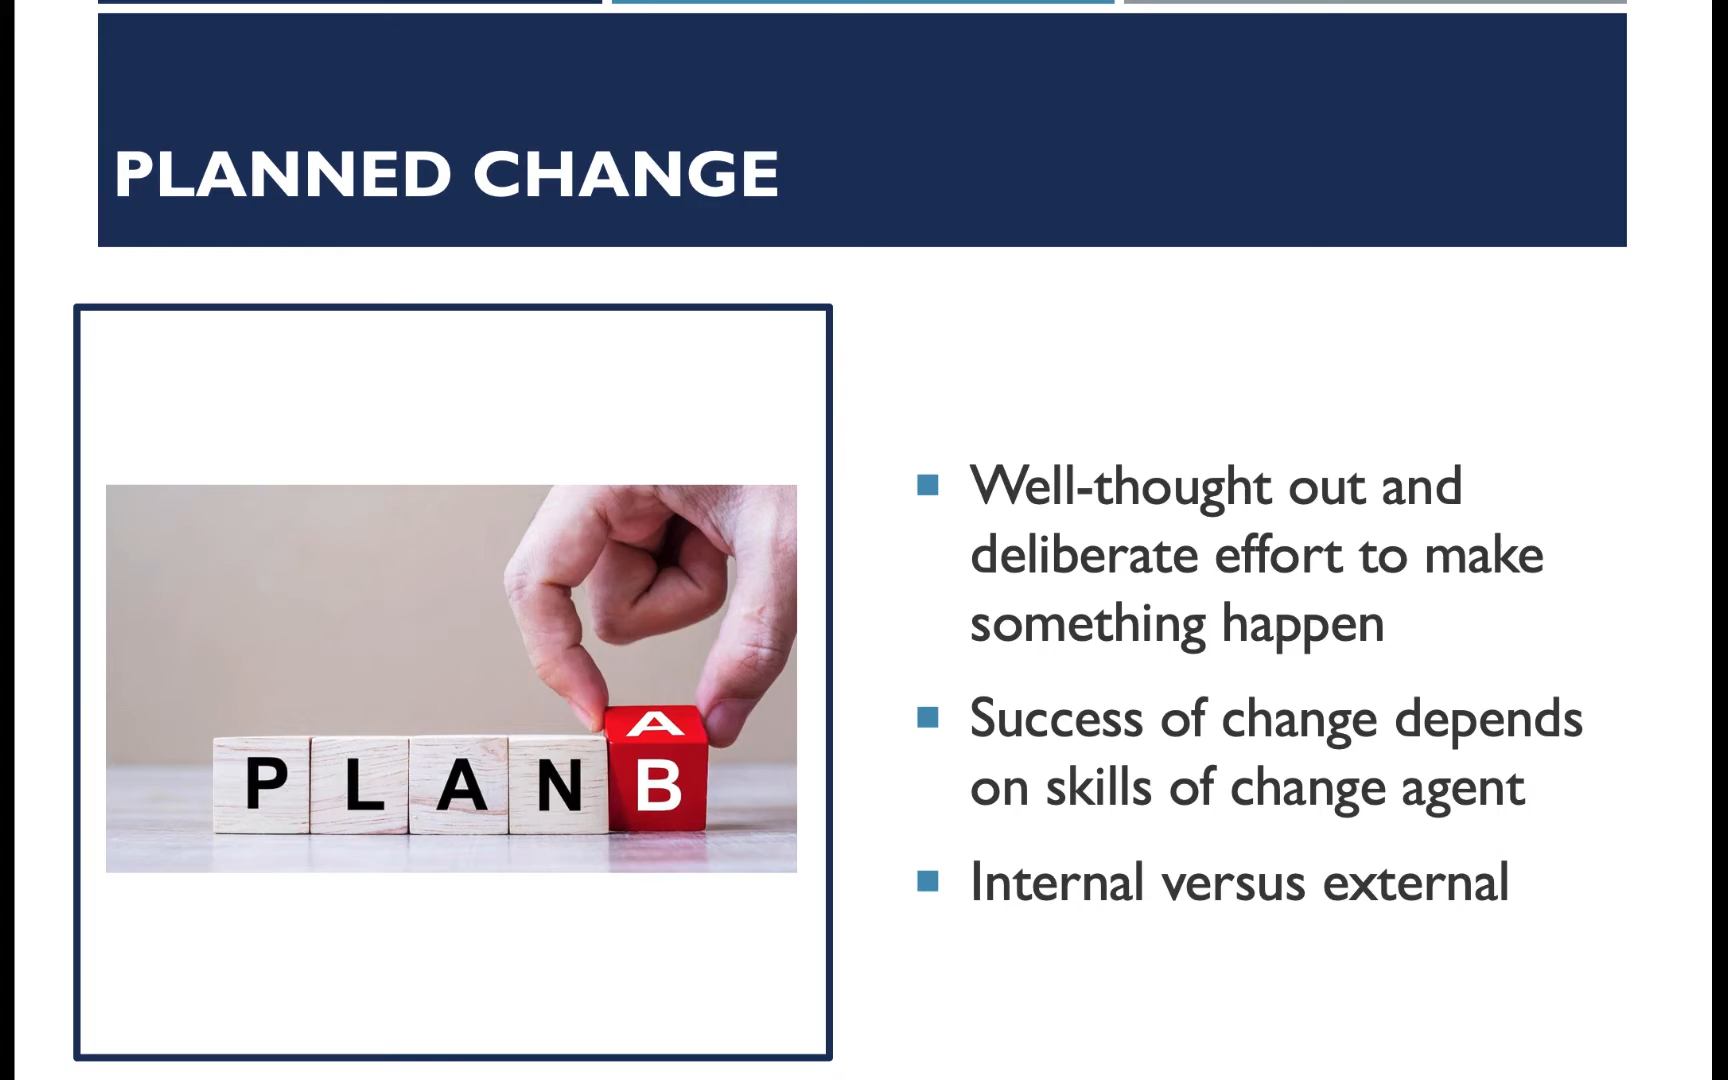 PLANNED CHANGE
A
PLAN B
Well-thought out and
deliberate effort to make
something happen
Success of change depends
on skills of change agent
Internal versus external